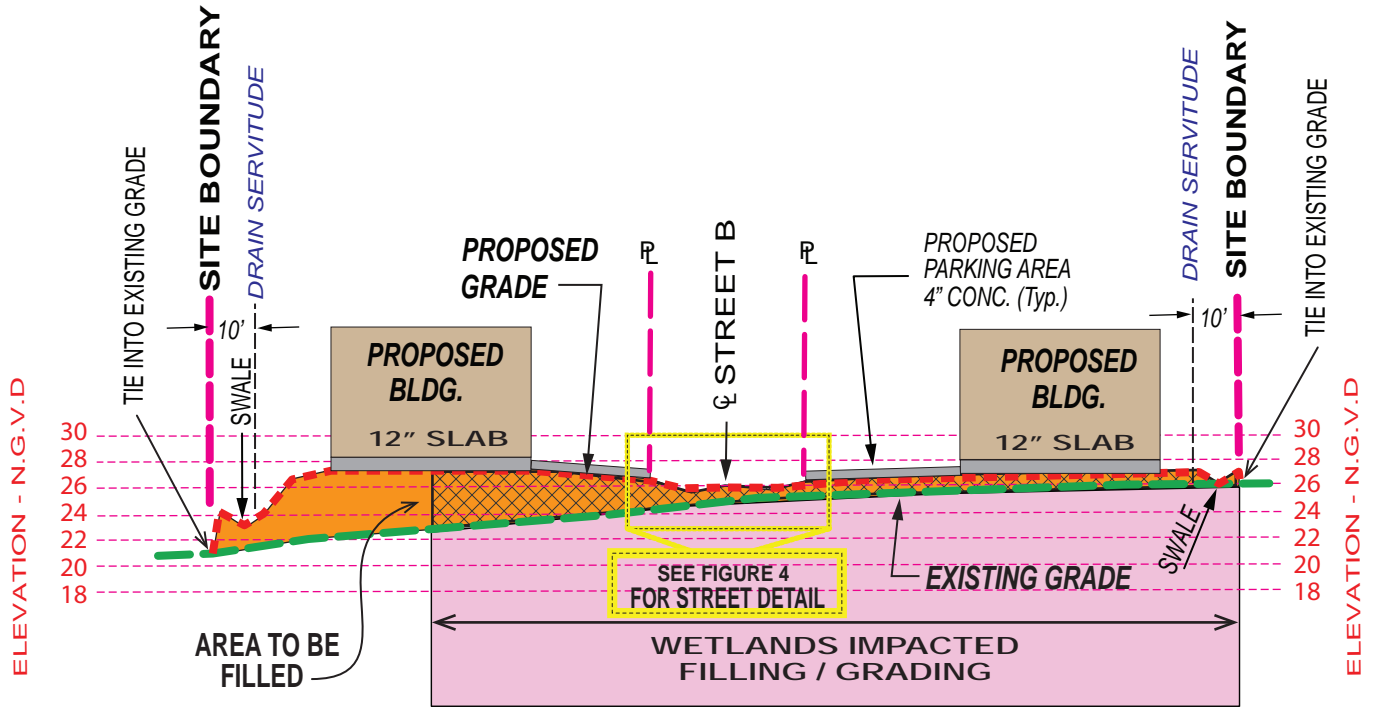 TIE INTO EXISTING GRADE
SITE BOUNDARY
DRAIN SERVITUDE
10'
SWALE
PROPOSED
GRADE
PROPOSED
BLDG.
12" SLAB
℄ STREET B
PROPOSED
PARKING AREA
4" CONC. (Typ.)
PROPOSED
BLDG.
12" SLAB
DRAIN SERVITUDE
SITE BOUNDARY
10'
TIE INTO EXISTING GRADE
PL
PL
ELEVATION - N.G.V.D
30
28
26
24
22
20
18
30
28
26
24
22
20
18
ELEVATION - N.G.V.D
SWALE
EXISTING GRADE
SEE FIGURE 4
FOR STREET DETAIL
AREA TO BE
FILLED
WETLANDS IMPACTED
FILLING / GRADING